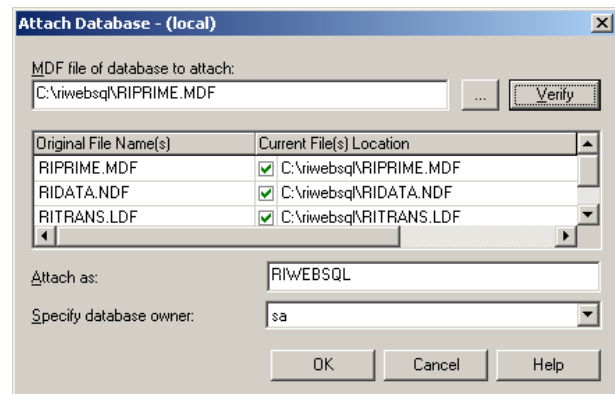 Attach Database - (local)
MDF file of database to attach:
C:\riwebsql\RIPRIME.MDF ... Verify
Original File Name(s) Current File(s) Location
RIPRIME.MDF C:\riwebsql\RIPRIME.MDF
RIDATA.NDF C:\riwebsql\RIDATA.NDF
RITRANS.LDF C:\riwebsql\RITRANS.LDF
Attach as: RIWEBSQL
Specify database owner: sa
OK Cancel Help